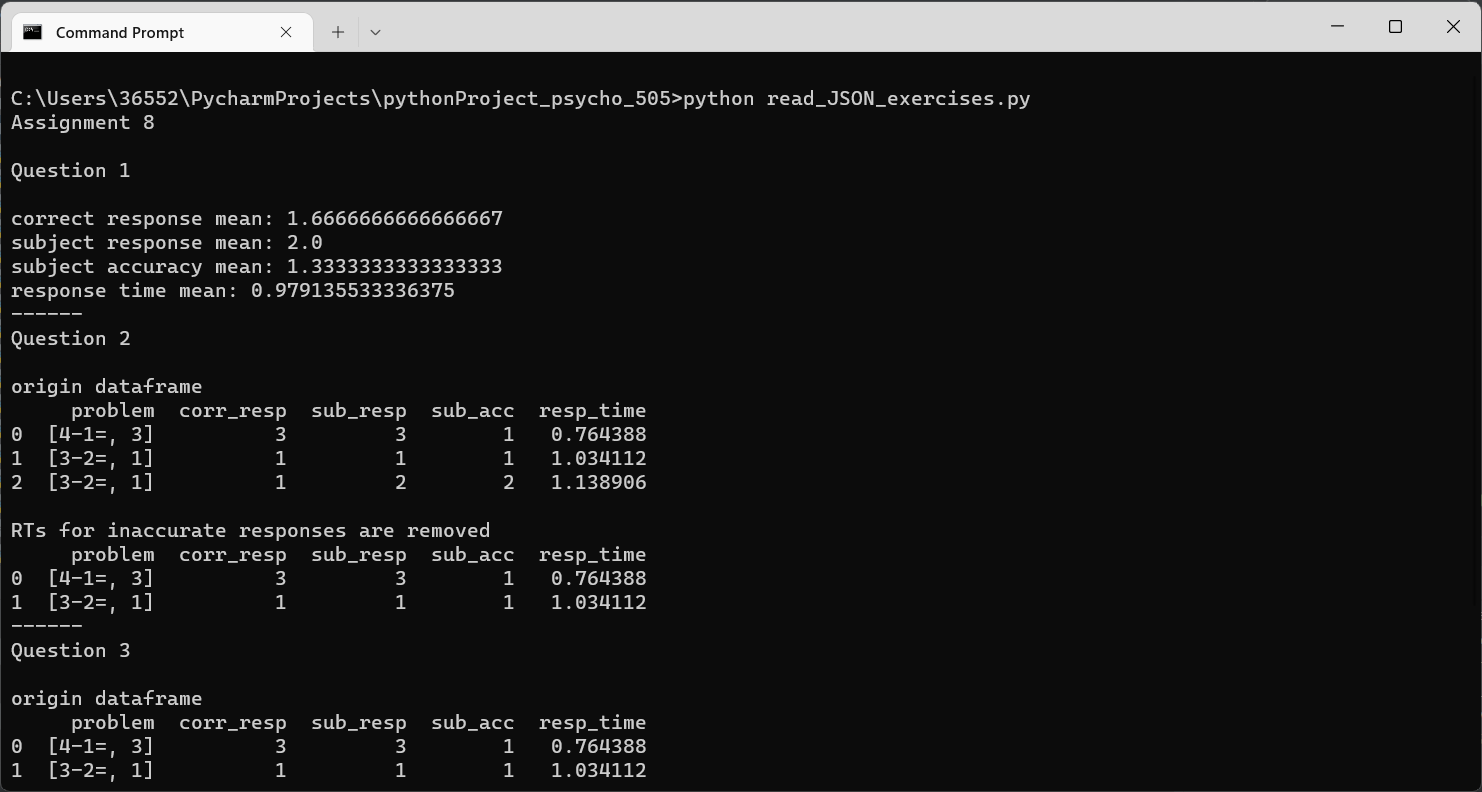 Command Prompt
C:\Users\36552\PycharmProjects\pythonProject_psycho_505>python read_JSON_exercises.py
Assignment 8
Question 1
correct response mean: 1.6666666666666667
subject response mean: 2.0
subject accuracy mean: 1.3333333333333333
response time mean: 0.979135533336375
------
Question 2
origin dataframe
problem  corr_resp  sub_resp  sub_acc  resp_time
0  [4-1=, 3]          3         3        1   0.764388
1  [3-2=, 1]          1         1        1   1.034112
2  [3-2=, 1]          1         2        2   1.138906
RTs for inaccurate responses are removed
problem  corr_resp  sub_resp  sub_acc  resp_time
0  [4-1=, 3]          3         3        1   0.764388
1  [3-2=, 1]          1         1        1   1.034112
------
Question 3
origin dataframe
problem  corr_resp  sub_resp  sub_acc  resp_time
0  [4-1=, 3]          3         3        1   0.764388
1  [3-2=, 1]          1         1        1   1.034112